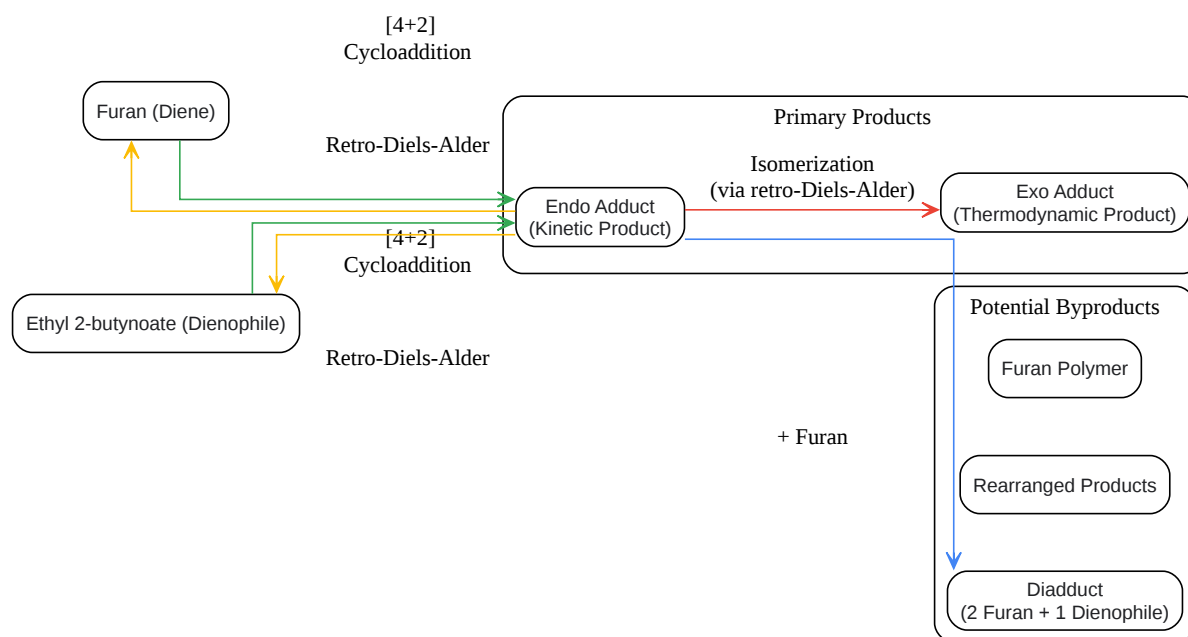 [4+2]
Cycloaddition
Furan (Diene)
Primary Products
Retro-Diels-Alder
Isomerization
(via retro-Diels-Alder)
Endo Adduct
(Kinetic Product)
Exo Adduct
(Thermodynamic Product)
[4+2]
Cycloaddition
Ethyl 2-butynoate (Dienophile)
Potential Byproducts
Retro-Diels-Alder
Furan Polymer
+ Furan
Rearranged Products
Diadduct
(2 Furan + 1 Dienophile)